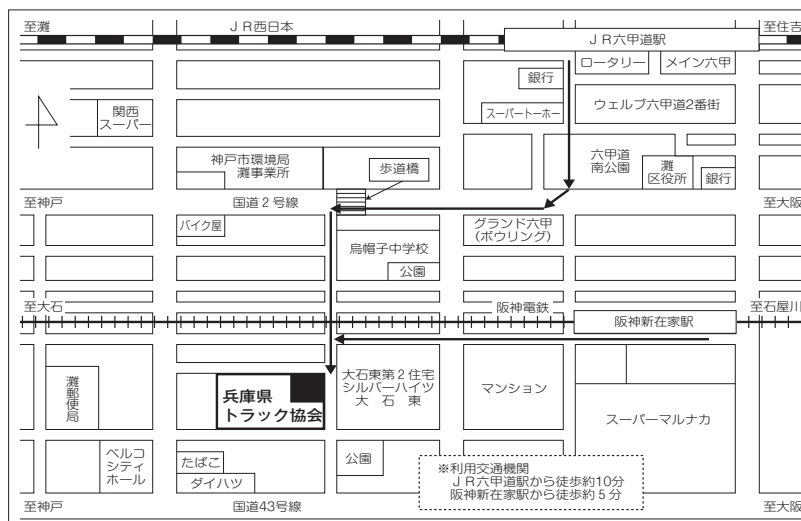 至灘
ＪＲ西日本
至住吉
ＪＲ六甲道駅
ロータリー
メイン六甲
銀行
スーパートーホー
ウェルブ六甲道2番街
関西
スーパー
神戸市環境局
灘事業所
歩道橋
六甲道
南公園
灘
区役所
銀行
至神戸
国道２号線
至大阪
バイク屋
グランド六甲
(ボウリング)
烏帽子中学校
公園
至大石
阪神電鉄
至石屋川
阪神新在家駅
灘郵便局
兵庫県
トラック協会
大石東第２住宅
シルバーハイツ
大石東
マンション
スーパーマルナカ
ベルコ
シティ
ホール
たばこ
ダイハツ
公園
※利用交通機関
ＪＲ六甲道駅から徒歩約10分
阪神新在家駅から徒歩約５分
至神戸
国道43号線
至大阪